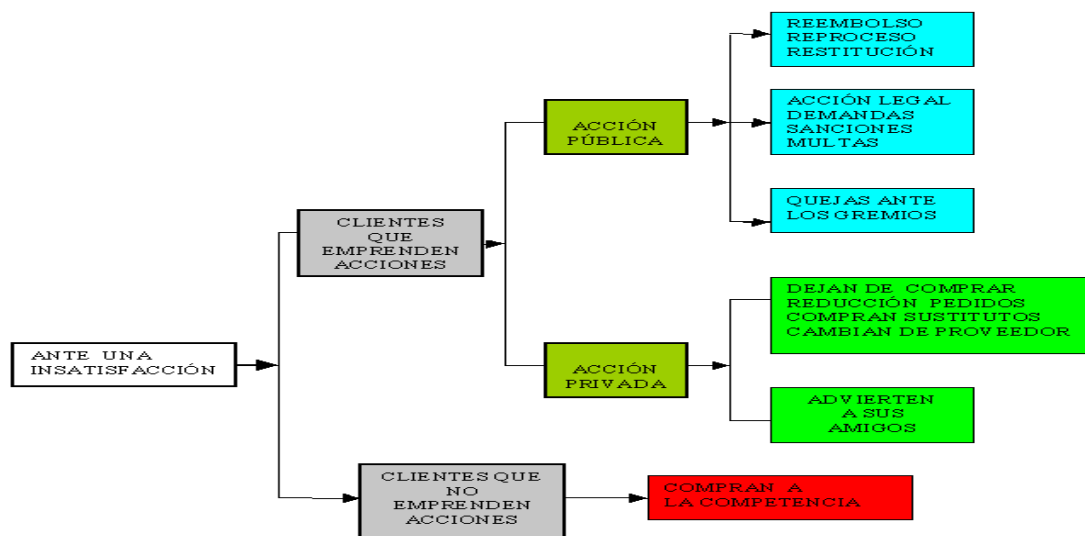 REEMBOLSO
REPROCESO
RESTITUCIÓN
ACCIÓN LEGAL
DEMANDAS
SANCIONES
MULTAS
ACCIÓN
PÚBLICA
QUEJAS ANTE
LOS GREMIOS
CLIENTES
QUE
EMPRENDEN
ACCIONES
DEJAN DE COMPRAR
REDUCCIÓN PEDIDOS
COMPRAN SUSTITUTOS
CAMBIAN DE PROVEEDOR
ANTE UNA
INSATISFACCIÓN
ACCIÓN
PRIVADA
ADVIERTEN
A SUS
AMIGOS
CLIENTES QUE
NO
EMPRENDEN
ACCIONES
COMPRAN A
LA COMPETENCIA